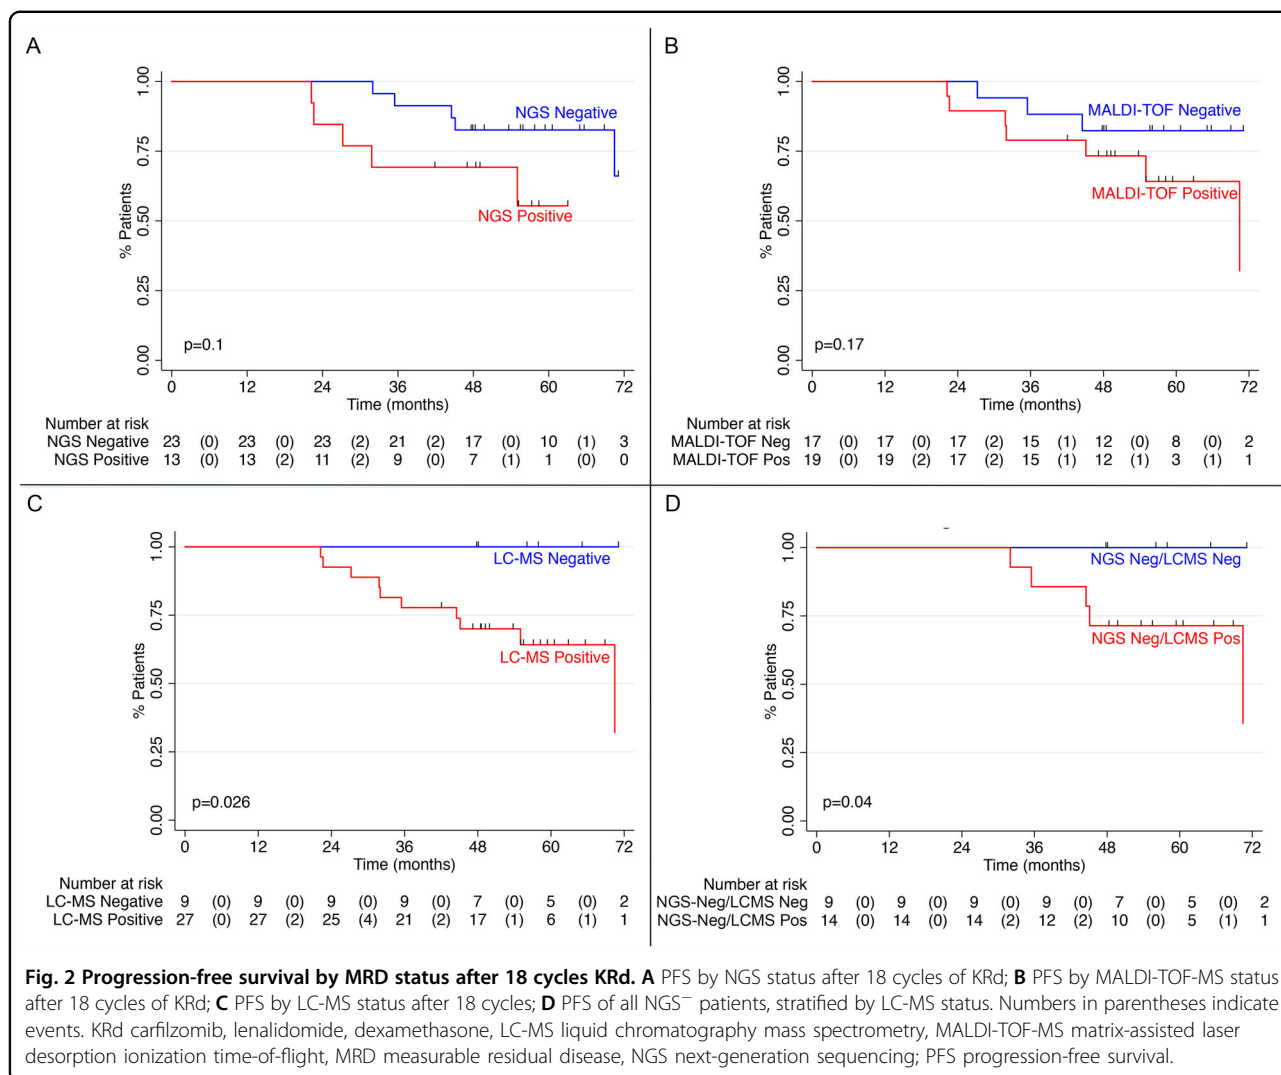 A
1.00
0.75
0.50
0.25
0.00
% Patients
NGS Negative
NGS Positive
p=0.1
0 12 24 36 48 60 72
Time (months)
Number at risk
NGS Negative 23 (0) 23 (0) 23 (2) 21 (2) 17 (0) 10 (1) 3
NGS Positive 13 (0) 13 (2) 11 (2) 9 (0) 7 (1) 1 (0) 0
B
1.00
0.75
0.50
0.25
0.00
% Patients
MALDI-TOF Negative
MALDI-TOF Positive
p=0.17
0 12 24 36 48 60 72
Time (months)
Number at risk
MALDI-TOF Neg 17 (0) 17 (0) 17 (2) 15 (1) 12 (0) 8 (0) 2
MALDI-TOF Pos 19 (0) 19 (2) 17 (2) 15 (1) 12 (1) 3 (1) 1
C
1.00
0.75
0.50
0.25
0.00
% Patients
LC-MS Negative
LC-MS Positive
p=0.026
0 12 24 36 48 60 72
Time (months)
Number at risk
LC-MS Negative 9 (0) 9 (0) 9 (0) 9 (0) 7 (0) 5 (0) 2
LC-MS Positive 27 (0) 27 (2) 25 (4) 21 (2) 17 (1) 6 (1) 1
D
1.00
0.75
0.50
0.25
0.00
% Patients
NGS Neg/LCMS Neg
NGS Neg/LCMS Pos
p=0.04
0 12 24 36 48 60 72
Time (months)
Number at risk
NGS-Neg/LCMS Neg 9 (0) 9 (0) 9 (0) 9 (0) 7 (0) 5 (0) 2
NGS-Neg/LCMS Pos 14 (0) 14 (0) 14 (2) 12 (2) 10 (0) 5 (1) 1
Fig. 2 Progression-free survival by MRD status after 18 cycles KRd. A PFS by NGS status after 18 cycles of KRd; B PFS by MALDI-TOF-MS status
after 18 cycles of KRd; C PFS by LC-MS status after 18 cycles; D PFS of all NGS⁻ patients, stratified by LC-MS status. Numbers in parentheses indicate
events. KRd carfilzomib, lenalidomide, dexamethasone, LC-MS liquid chromatography mass spectrometry, MALDI-TOF-MS matrix-assisted laser
desorption ionization time-of-flight, MRD measurable residual disease, NGS next-generation sequencing; PFS progression-free survival.